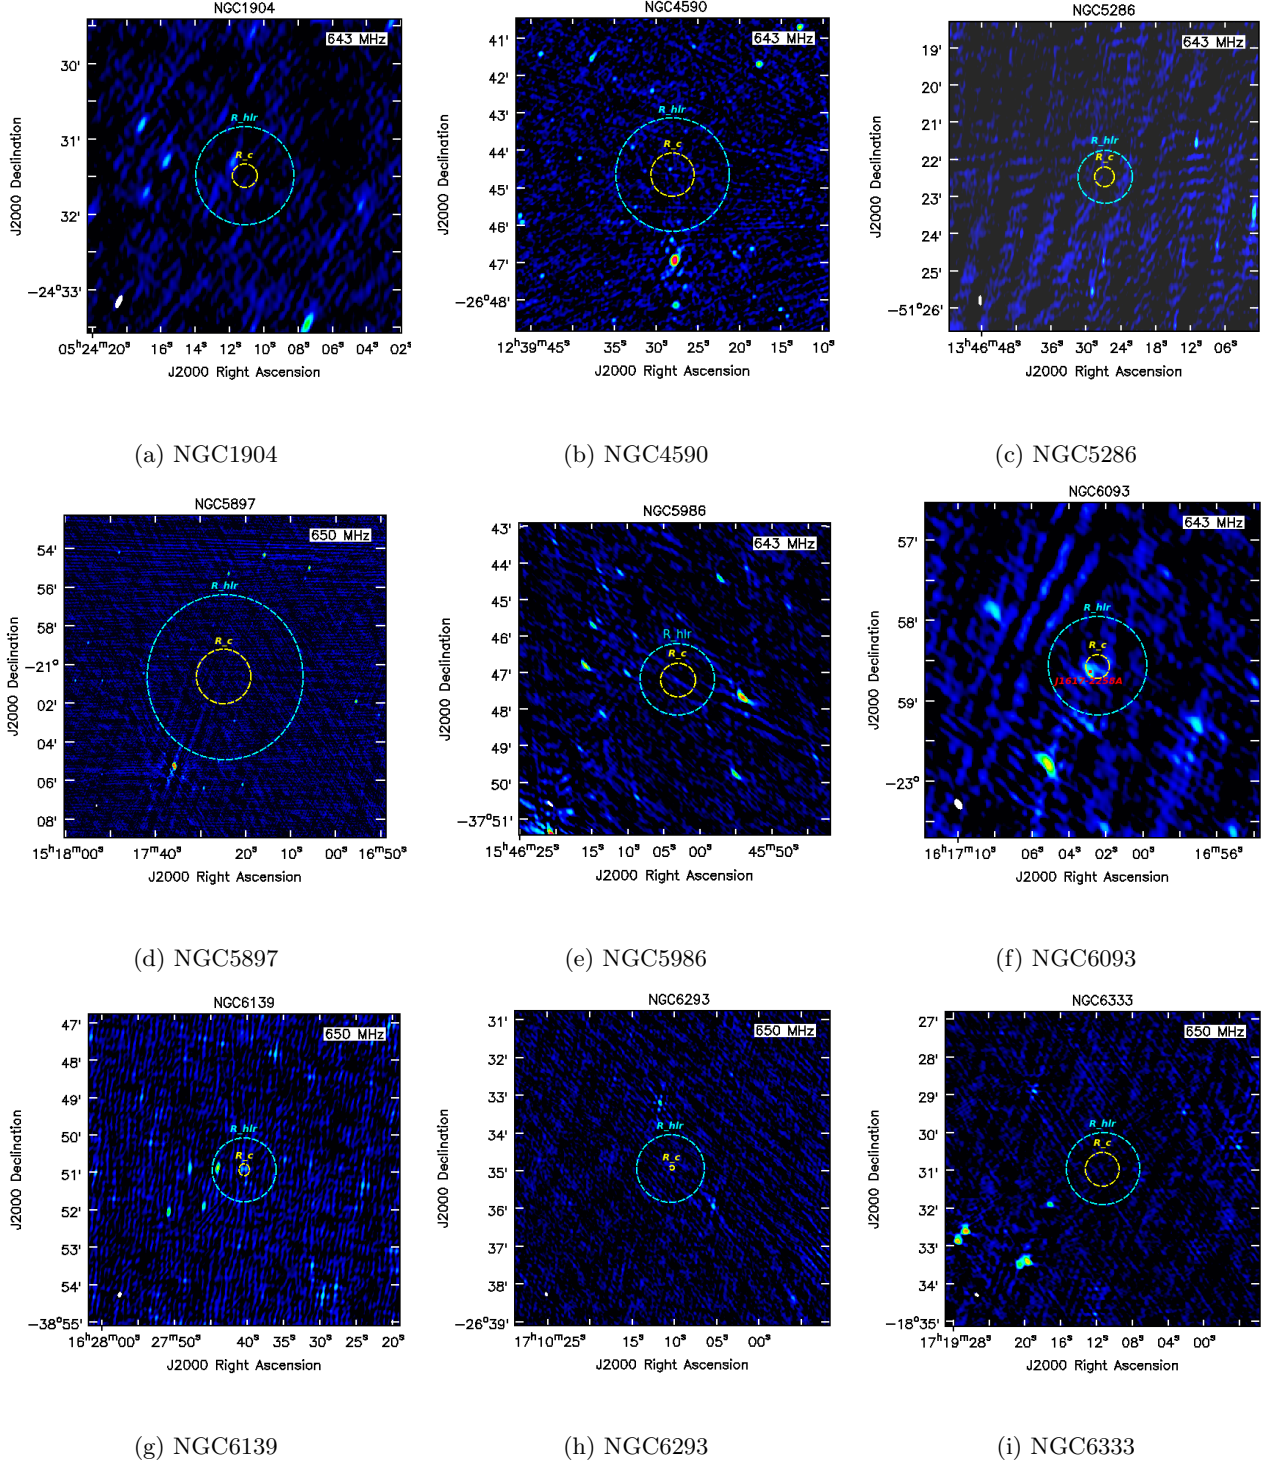 NGC1904
643 MHz
R_hlr
R_c
30'
31'
32'
−24°33'
J2000 Declination
05ʰ24ᵐ20ˢ 16ˢ 12ˢ 10ˢ 08ˢ 06ˢ 04ˢ 02ˢ
J2000 Right Ascension
(a) NGC1904
NGC4590
643 MHz
R_hlr
R_c
41'
42'
43'
44'
45'
46'
47'
−26°48'
J2000 Declination
12ʰ39ᵐ45ˢ 35ˢ 30ˢ 25ˢ 20ˢ 15ˢ 10ˢ
J2000 Right Ascension
(b) NGC4590
NGC5286
643 MHz
R_hlr
R_c
19'
20'
21'
22'
23'
24'
25'
−51°26'
J2000 Declination
13ʰ46ᵐ48ˢ 36ˢ 30ˢ 24ˢ 18ˢ 12ˢ 06ˢ
J2000 Right Ascension
(c) NGC5286
NGC5897
650 MHz
R_hlr
R_c
54'
56'
58'
−21°
02'
04'
06'
08'
J2000 Declination
15ʰ18ᵐ00ˢ 17ᵐ40ˢ 20ˢ 10ˢ 00ˢ 16ᵐ50ˢ
J2000 Right Ascension
(d) NGC5897
NGC5986
643 MHz
R_hlr
R_c
43'
44'
45'
46'
47'
48'
49'
50'
−37°51'
J2000 Declination
15ʰ46ᵐ25ˢ 15ˢ 10ˢ 05ˢ 00ˢ 45ᵐ50ˢ
J2000 Right Ascension
(e) NGC5986
NGC6093
643 MHz
R_hlr
R_c
57'
58'
59'
−23°
J2000 Declination
16ʰ17ᵐ10ˢ 06ˢ 04ˢ 02ˢ 00ˢ 16ᵐ56ˢ
J2000 Right Ascension
(f) NGC6093
NGC6139
650 MHz
R_hlr
R_c
47'
48'
49'
50'
51'
52'
53'
54'
−38°55'
J2000 Declination
16ʰ28ᵐ00ˢ 27ᵐ50ˢ 40ˢ 35ˢ 30ˢ 25ˢ 20ˢ
J2000 Right Ascension
(g) NGC6139
NGC6293
650 MHz
R_hlr
R_c
31'
32'
33'
34'
35'
36'
37'
38'
−26°39'
J2000 Declination
17ʰ10ᵐ25ˢ 15ˢ 10ˢ 05ˢ 00ˢ
J2000 Right Ascension
(h) NGC6293
NGC6333
650 MHz
R_hlr
R_c
27'
28'
29'
30'
31'
32'
33'
34'
−18°35'
J2000 Declination
17ʰ19ᵐ28ˢ 20ˢ 16ˢ 12ˢ 08ˢ 04ˢ 00ˢ
J2000 Right Ascension
(i) NGC6333